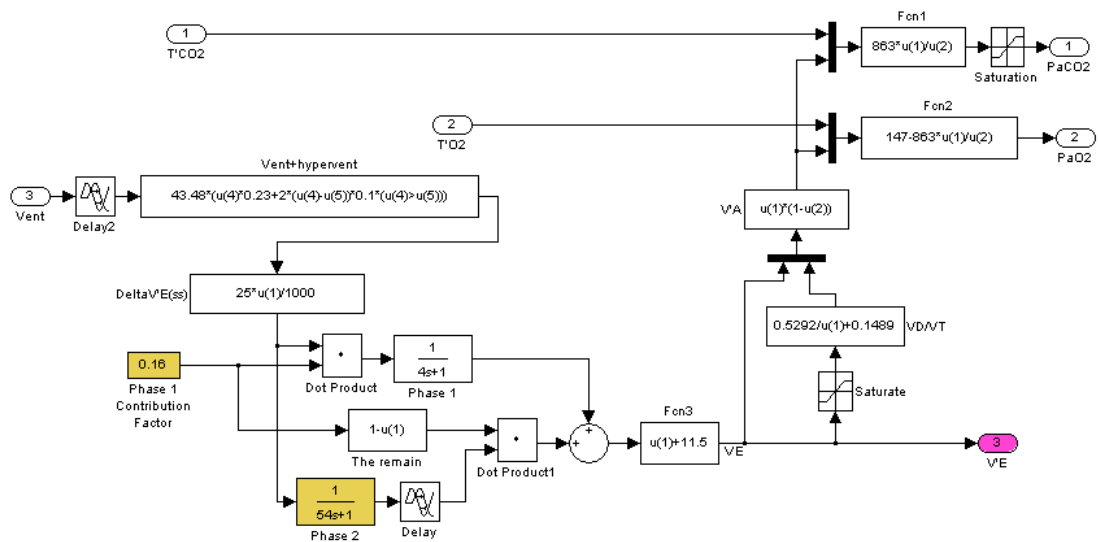 Fcn1
1
T'CO2
863*u(1)/u(2)
Saturation
1
PaCO2
Fcn2
2
T'O2
147-863*u(1)/u(2)
2
PaO2
Vent+hypervent
3
Vent
Delay2
43.48*(u(4)*0.23+2*(u(4)-u(5))*0.1*(u(4)>u(5)))
V'A
u(1)*(1-u(2))
DeltaV'E(ss)
25*u(1)/1000
0.5292/u(1)+0.1489
VD/VT
0.16
Phase 1
Contribution
Factor
Dot Product
1
4s+1
Phase 1
Saturate
1-u(1)
The remain
Dot Product1
+
+
Fcn3
u(1)+11.5
V'E
3
V'E
1
54s+1
Phase 2
Delay